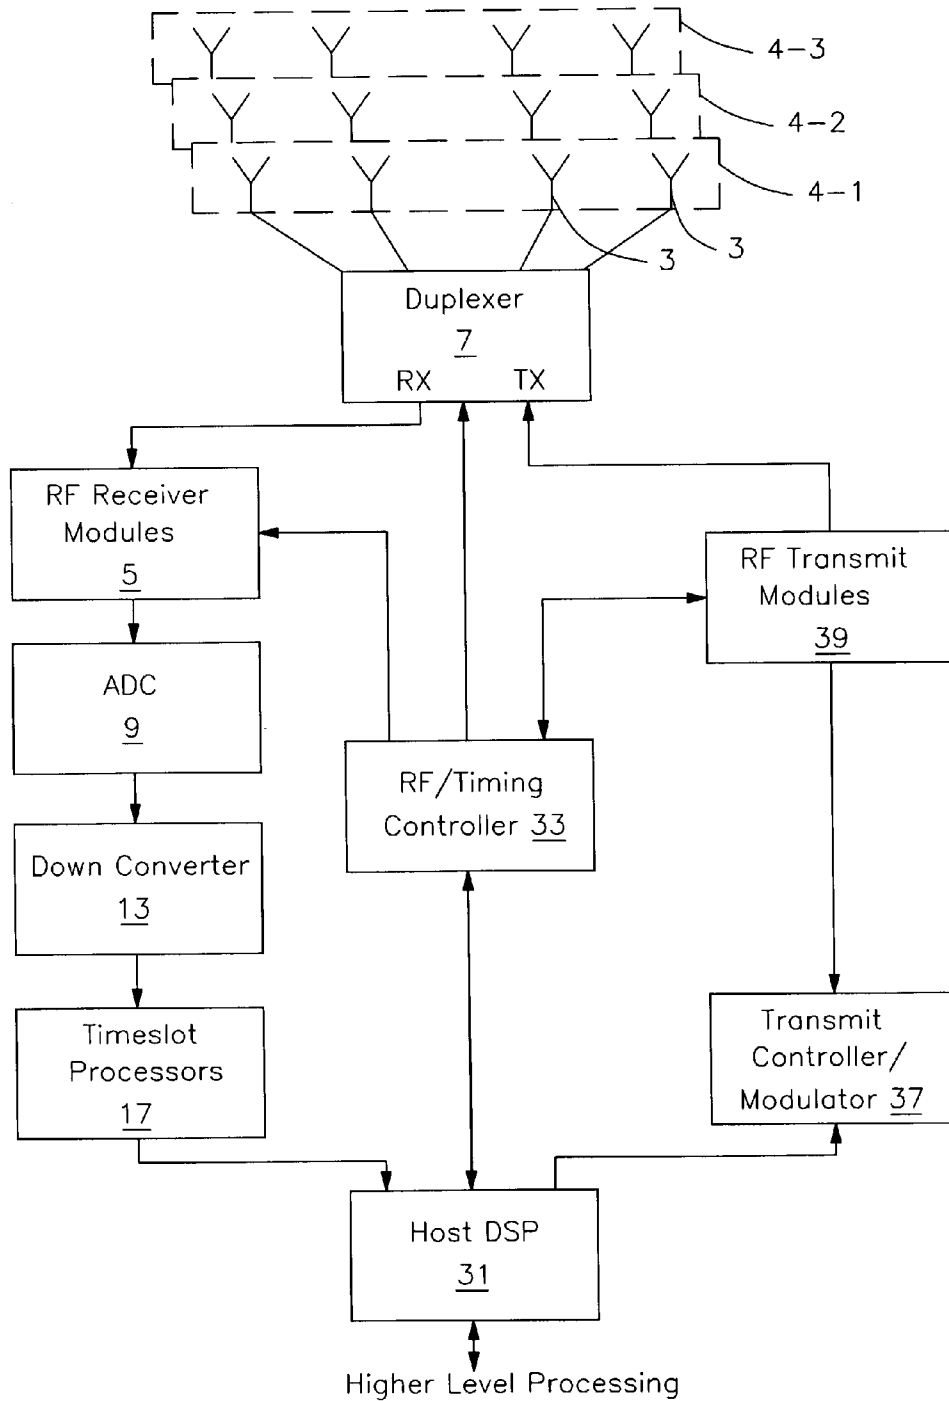 4-3
4-2
4-1
3
3
Duplexer
7
RX
TX
RF Receiver
Modules
5
RF Transmit
Modules
39
ADC
9
RF/Timing
Controller 33
Down Converter
13
Timeslot
Processors
17
Transmit
Controller/
Modulator 37
Host DSP
31
Higher Level Processing